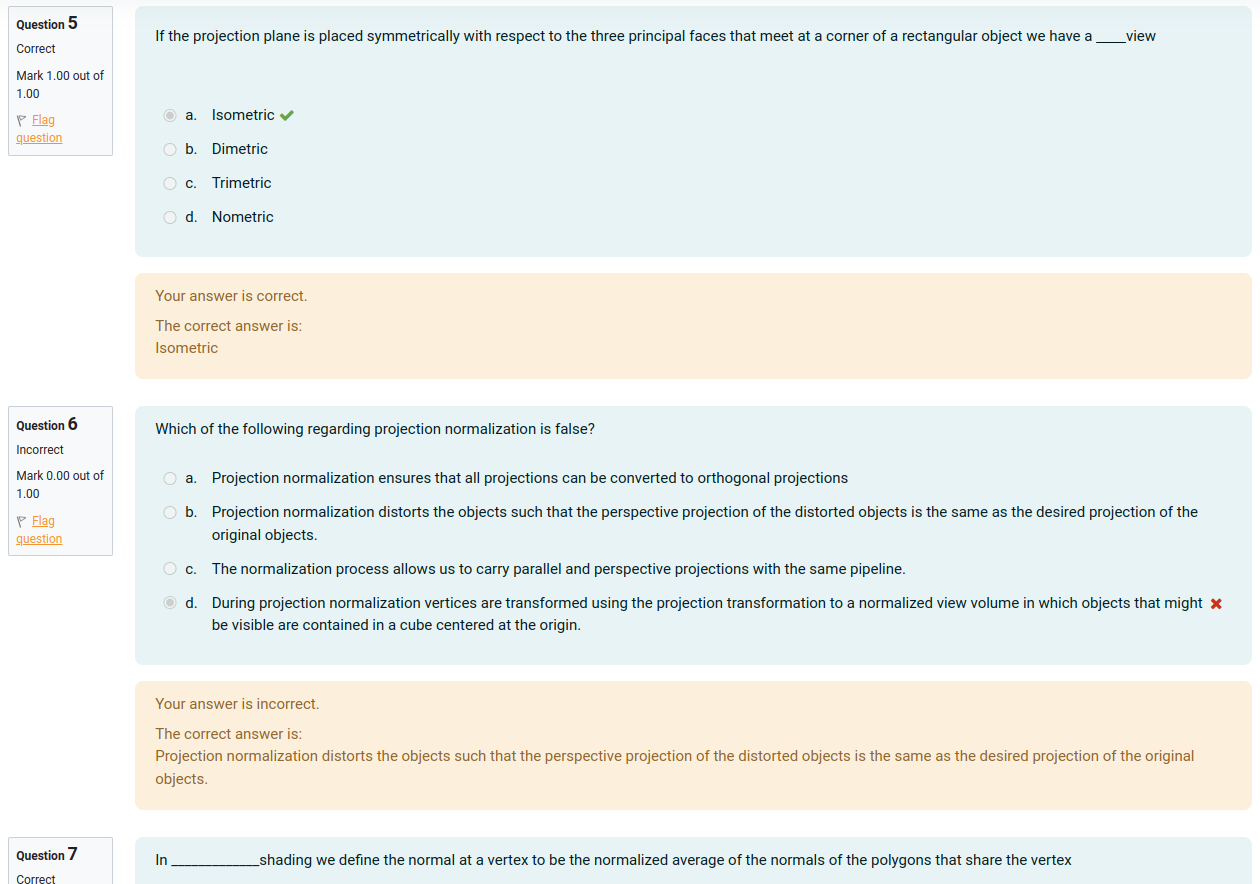 Question 5
Correct
Mark 1.00 out of
1.00
Flag
question
If the projection plane is placed symmetrically with respect to the three principal faces that meet at a corner of a rectangular object we have a ____view
a. Isometric
b. Dimetric
c. Trimetric
d. Nometric
Your answer is correct.
The correct answer is:
Isometric
Question 6
Incorrect
Mark 0.00 out of
1.00
Flag
question
Which of the following regarding projection normalization is false?
a. Projection normalization ensures that all projections can be converted to orthogonal projections
b. Projection normalization distorts the objects such that the perspective projection of the distorted objects is the same as the desired projection of the
original objects.
c. The normalization process allows us to carry parallel and perspective projections with the same pipeline.
d. During projection normalization vertices are transformed using the projection transformation to a normalized view volume in which objects that might
be visible are contained in a cube centered at the origin.
Your answer is incorrect.
The correct answer is:
Projection normalization distorts the objects such that the perspective projection of the distorted objects is the same as the desired projection of the original
objects.
Question 7
Correct
In ____________shading we define the normal at a vertex to be the normalized average of the normals of the polygons that share the vertex